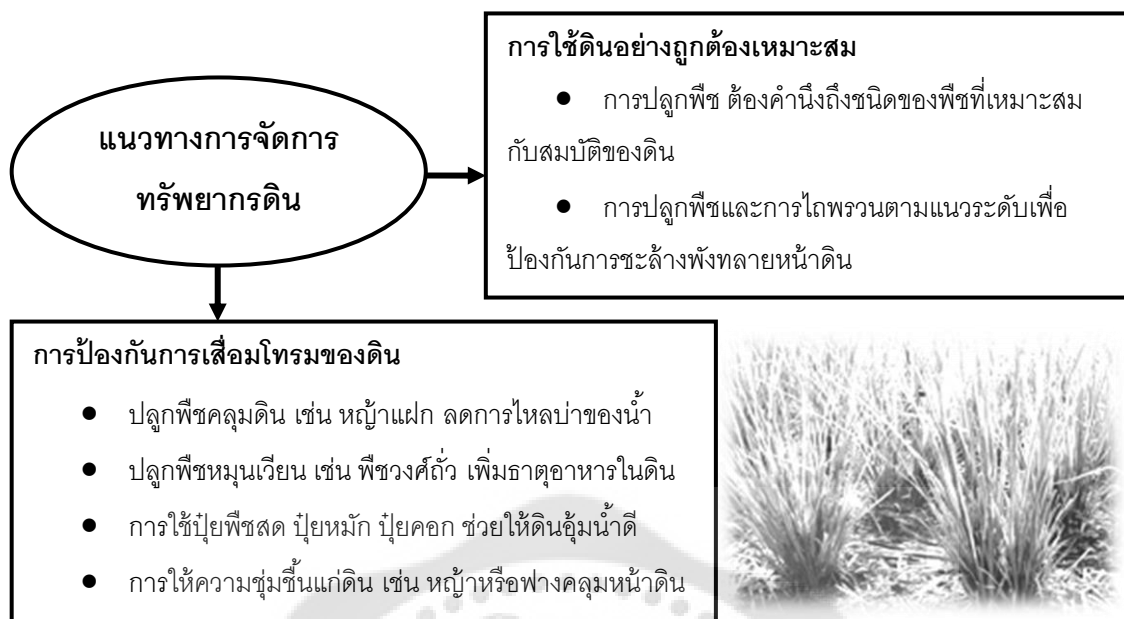 แนวทางการจัดการ
ทรัพยากรดิน
การใช้ดินอย่างถูกต้องเหมาะสม
● การปลูกพืช ต้องคำนึงถึงชนิดของพืชที่เหมาะสม
กับสมบัติของดิน
● การปลูกพืชและการไถพรวนตามแนวระดับเพื่อ
ป้องกันการชะล้างพังทลายหน้าดิน
การป้องกันการเสื่อมโทรมของดิน
● ปลูกพืชคลุมดิน เช่น หญ้าแฝก ลดการไหลบ่าของน้ำ
● ปลูกพืชหมุนเวียน เช่น พืชวงศ์ถั่ว เพิ่มธาตุอาหารในดิน
● การใช้ปุ๋ยพืชสด ปุ๋ยหมัก ปุ๋ยคอก ช่วยให้ดินอุ้มน้ำดี
● การให้ความชุ่มชื้นแก่ดิน เช่น หญ้าหรือฟางคลุมหน้าดิน